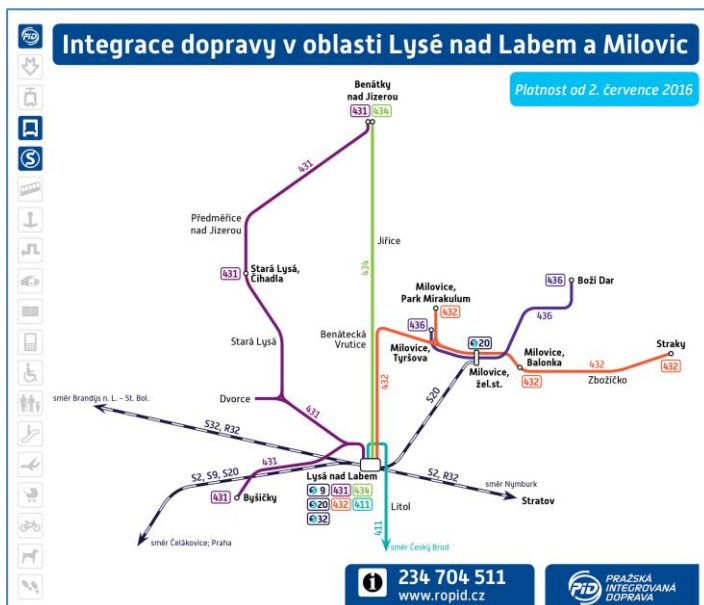 PID
Integrace dopravy v oblasti Lysé nad Labem a Milovic
Platnost od 2. července 2016
Benátky
nad Jizerou
431 434
431
Předměřice
nad Jizerou
Jiřice
434
431
Stará Lysá,
Čihadla
436
Boží Dar
436
Milovice,
Park Mirakulum
432
436
S 20
Straky
432
Stará Lysá
Benátecká
Vrutice
Milovice,
Tyršova
Milovice,
žel.st.
Milovice,
Balonka
432
432
Zbožíčko
432
S20
Dvorce
431
směr Brandýs n. L. - St. Bol.
S32, R32
S2, S9, S20
431
431
Byšičky
Lysá nad Labem
S 9 431 434
S 20 432 411
S 32
S2, R32
směr Nymburk
Stratov
Litol
411
směr Čelákovice; Praha
směr Český Brod
234 704 511
www.ropid.cz
PID
PRAŽSKÁ
INTEGROVANÁ
DOPRAVA